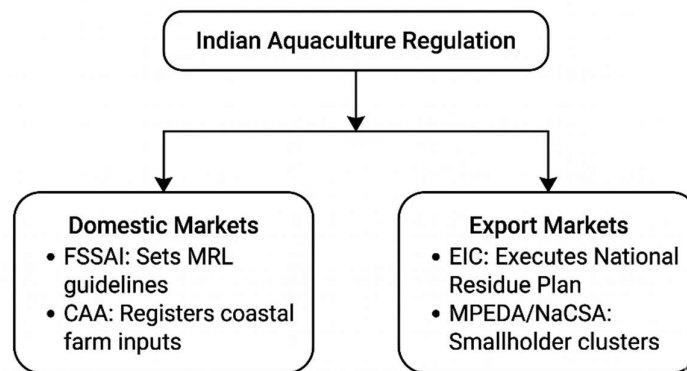 Indian Aquaculture Regulation
Domestic Markets
• FSSAI: Sets MRL
guidelines
• CAA: Registers coastal
farm inputs
Export Markets
• EIC: Executes National
Residue Plan
• MPEDA/NaCSA:
Smallholder clusters